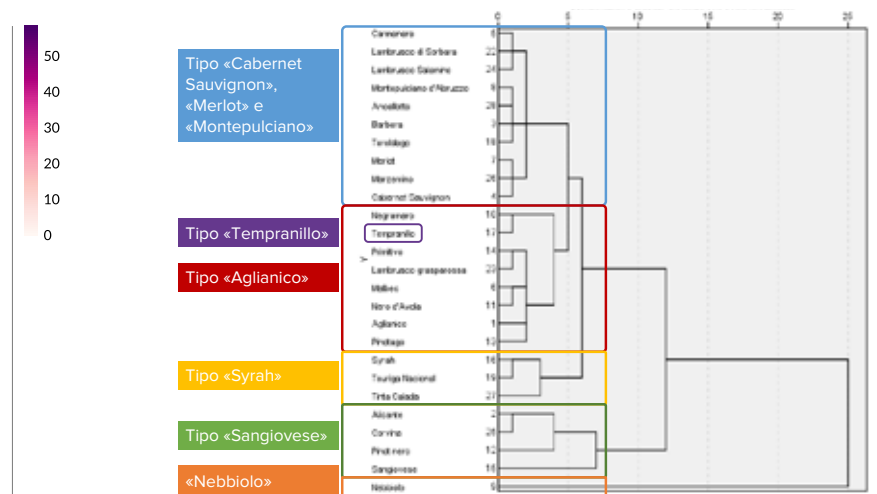 0 5 10 15 20 25
50
40
30
20
10
0
Tipo «Cabernet
Sauvignon»,
«Merlot» e
«Montepulciano»
Tipo «Tempranillo»
Tipo «Aglianico»
Tipo «Syrah»
Tipo «Sangiovese»
«Nebbiolo»
Carmenere
Lambrusco di Sorbara
Lambrusco Salamino
Montepulciano d'Abruzzo
Ancellotta
Barbera
Teroldego
Merlot
Marzemino
Cabernet Sauvignon
Negramaro
Tempranillo
Primitivo
Lambrusco grasparossa
Malbec
Nero d'Avola
Aglianico
Pinotage
Syrah
Touriga Nacional
Tinta Caiada
Alicante
Corvina
Pinot nero
Sangiovese
Nebbiolo
Y